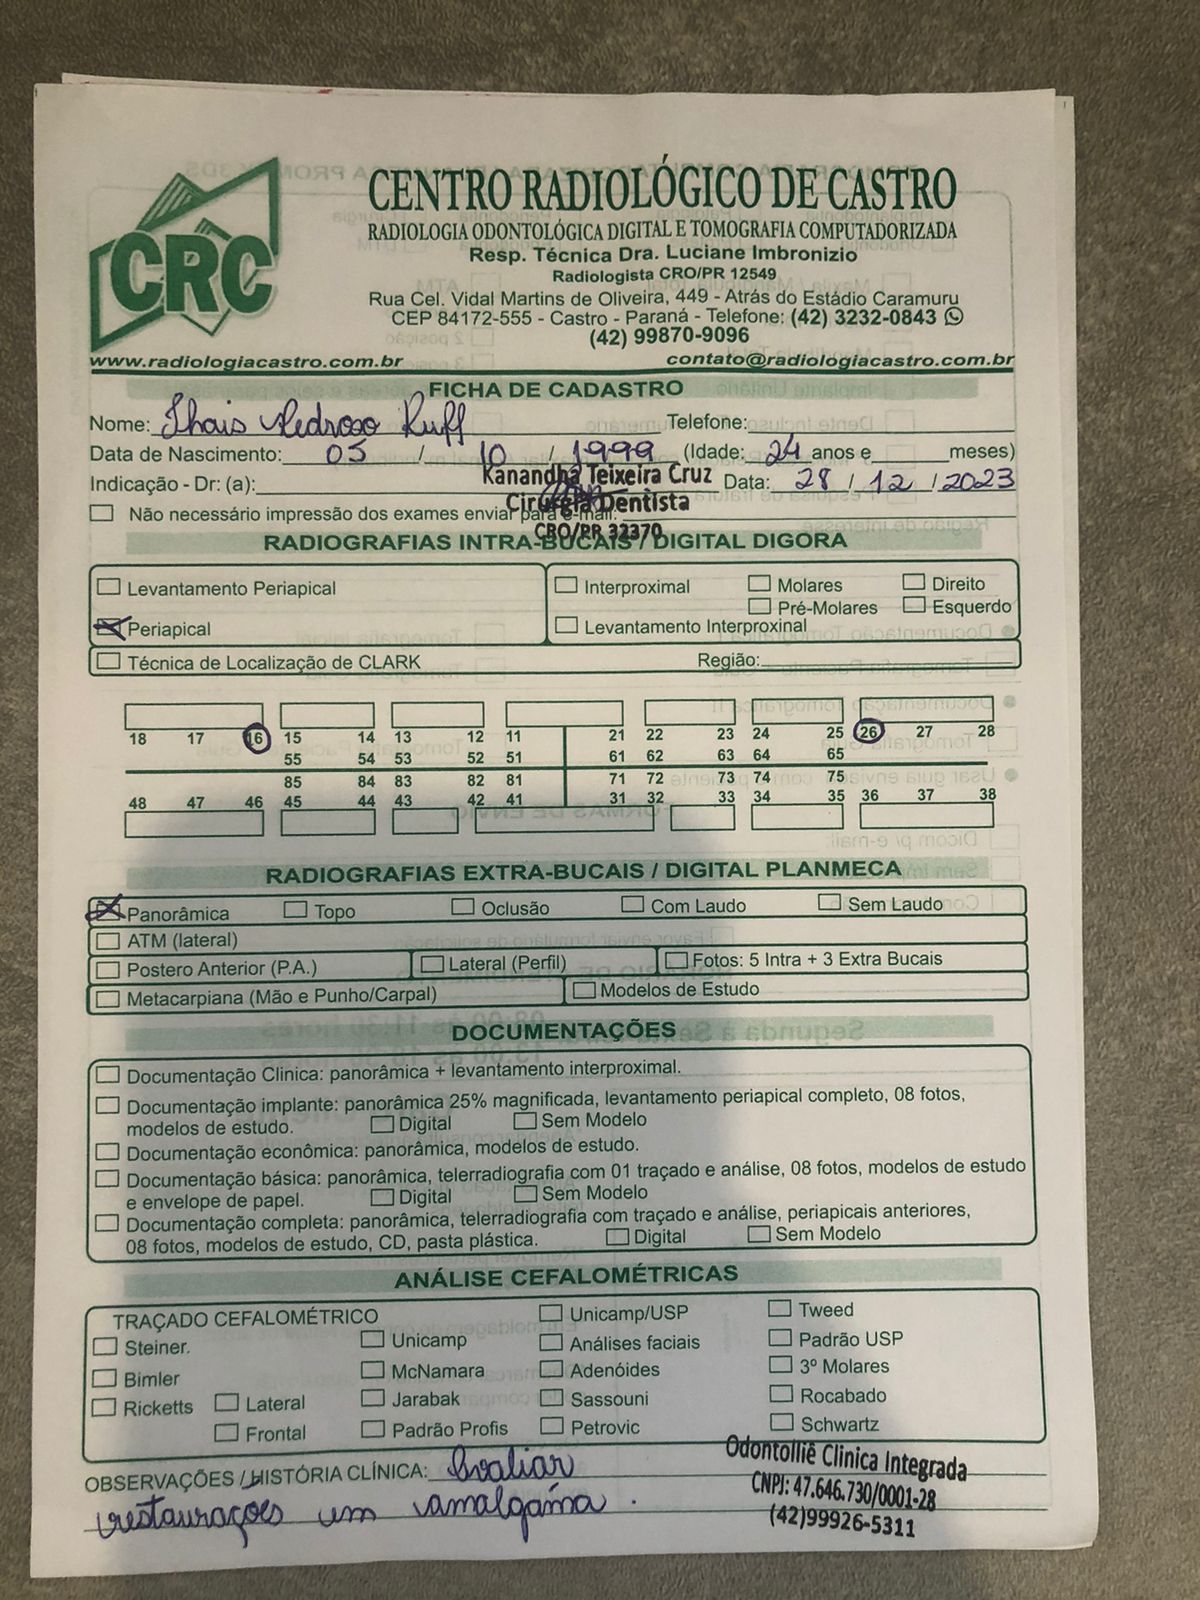 CRC
CENTRO RADIOLÓGICO DE CASTRO
RADIOLOGIA ODONTOLÓGICA DIGITAL E TOMOGRAFIA COMPUTADORIZADA
Resp. Técnica Dra. Luciane Imbronizio
Radiologista CRO/PR 12549
Rua Cel. Vidal Martins de Oliveira, 449 - Atrás do Estádio Caramuru
CEP 84172-555 - Castro - Paraná - Telefone: (42) 3232-0843
(42) 99870-9096
www.radiologiacastro.com.br contato@radiologiacastro.com.br
FICHA DE CADASTRO
Nome: Thais Pedroso Ruff Telefone:
Data de Nascimento: 05 / 10 / 1999 (Idade: 24 anos e meses)
Indicação - Dr: (a): Kanandha Teixeira Cruz Data: 28 / 12 / 2023
Cirurgiã Dentista
Não necessário impressão dos exames enviar para e-mail:
CRO/PR 32370
RADIOGRAFIAS INTRA-BUCAIS / DIGITAL DIGORA
Levantamento Periapical Interproximal Molares Direito
Pré-Molares Esquerdo
Periapical Levantamento Interproximal
Técnica de Localização de CLARK Região:
18 17 16 15 14 13 12 11 21 22 23 24 25 26 27 28
55 54 53 52 51 61 62 63 64 65
85 84 83 82 81 71 72 73 74 75
48 47 46 45 44 43 42 41 31 32 33 34 35 36 37 38
RADIOGRAFIAS EXTRA-BUCAIS / DIGITAL PLANMECA
Panorâmica Topo Oclusão Com Laudo Sem Laudo
ATM (lateral)
Postero Anterior (P.A.) Lateral (Perfil) Fotos: 5 Intra + 3 Extra Bucais
Metacarpiana (Mão e Punho/Carpal) Modelos de Estudo
DOCUMENTAÇÕES
Documentação Clinica: panorâmica + levantamento interproximal.
Documentação implante: panorâmica 25% magnificada, levantamento periapical completo, 08 fotos,
modelos de estudo. Digital Sem Modelo
Documentação econômica: panorâmica, modelos de estudo.
Documentação básica: panorâmica, telerradiografia com 01 traçado e análise, 08 fotos, modelos de estudo
e envelope de papel. Digital Sem Modelo
Documentação completa: panorâmica, telerradiografia com traçado e análise, periapicais anteriores,
08 fotos, modelos de estudo, CD, pasta plástica. Digital Sem Modelo
ANÁLISE CEFALOMÉTRICAS
TRAÇADO CEFALOMÉTRICO Unicamp/USP Tweed
Steiner. Unicamp Análises faciais Padrão USP
Bimler McNamara Adenóides 3º Molares
Ricketts Lateral Jarabak Sassouni Rocabado
Frontal Padrão Profis Petrovic Schwartz
OBSERVAÇÕES / HISTÓRIA CLÍNICA: Avaliar
restaurações em amalgama.
Odontolliê Clinica Integrada
CNPJ: 47.646.730/0001-28
(42)99926-5311